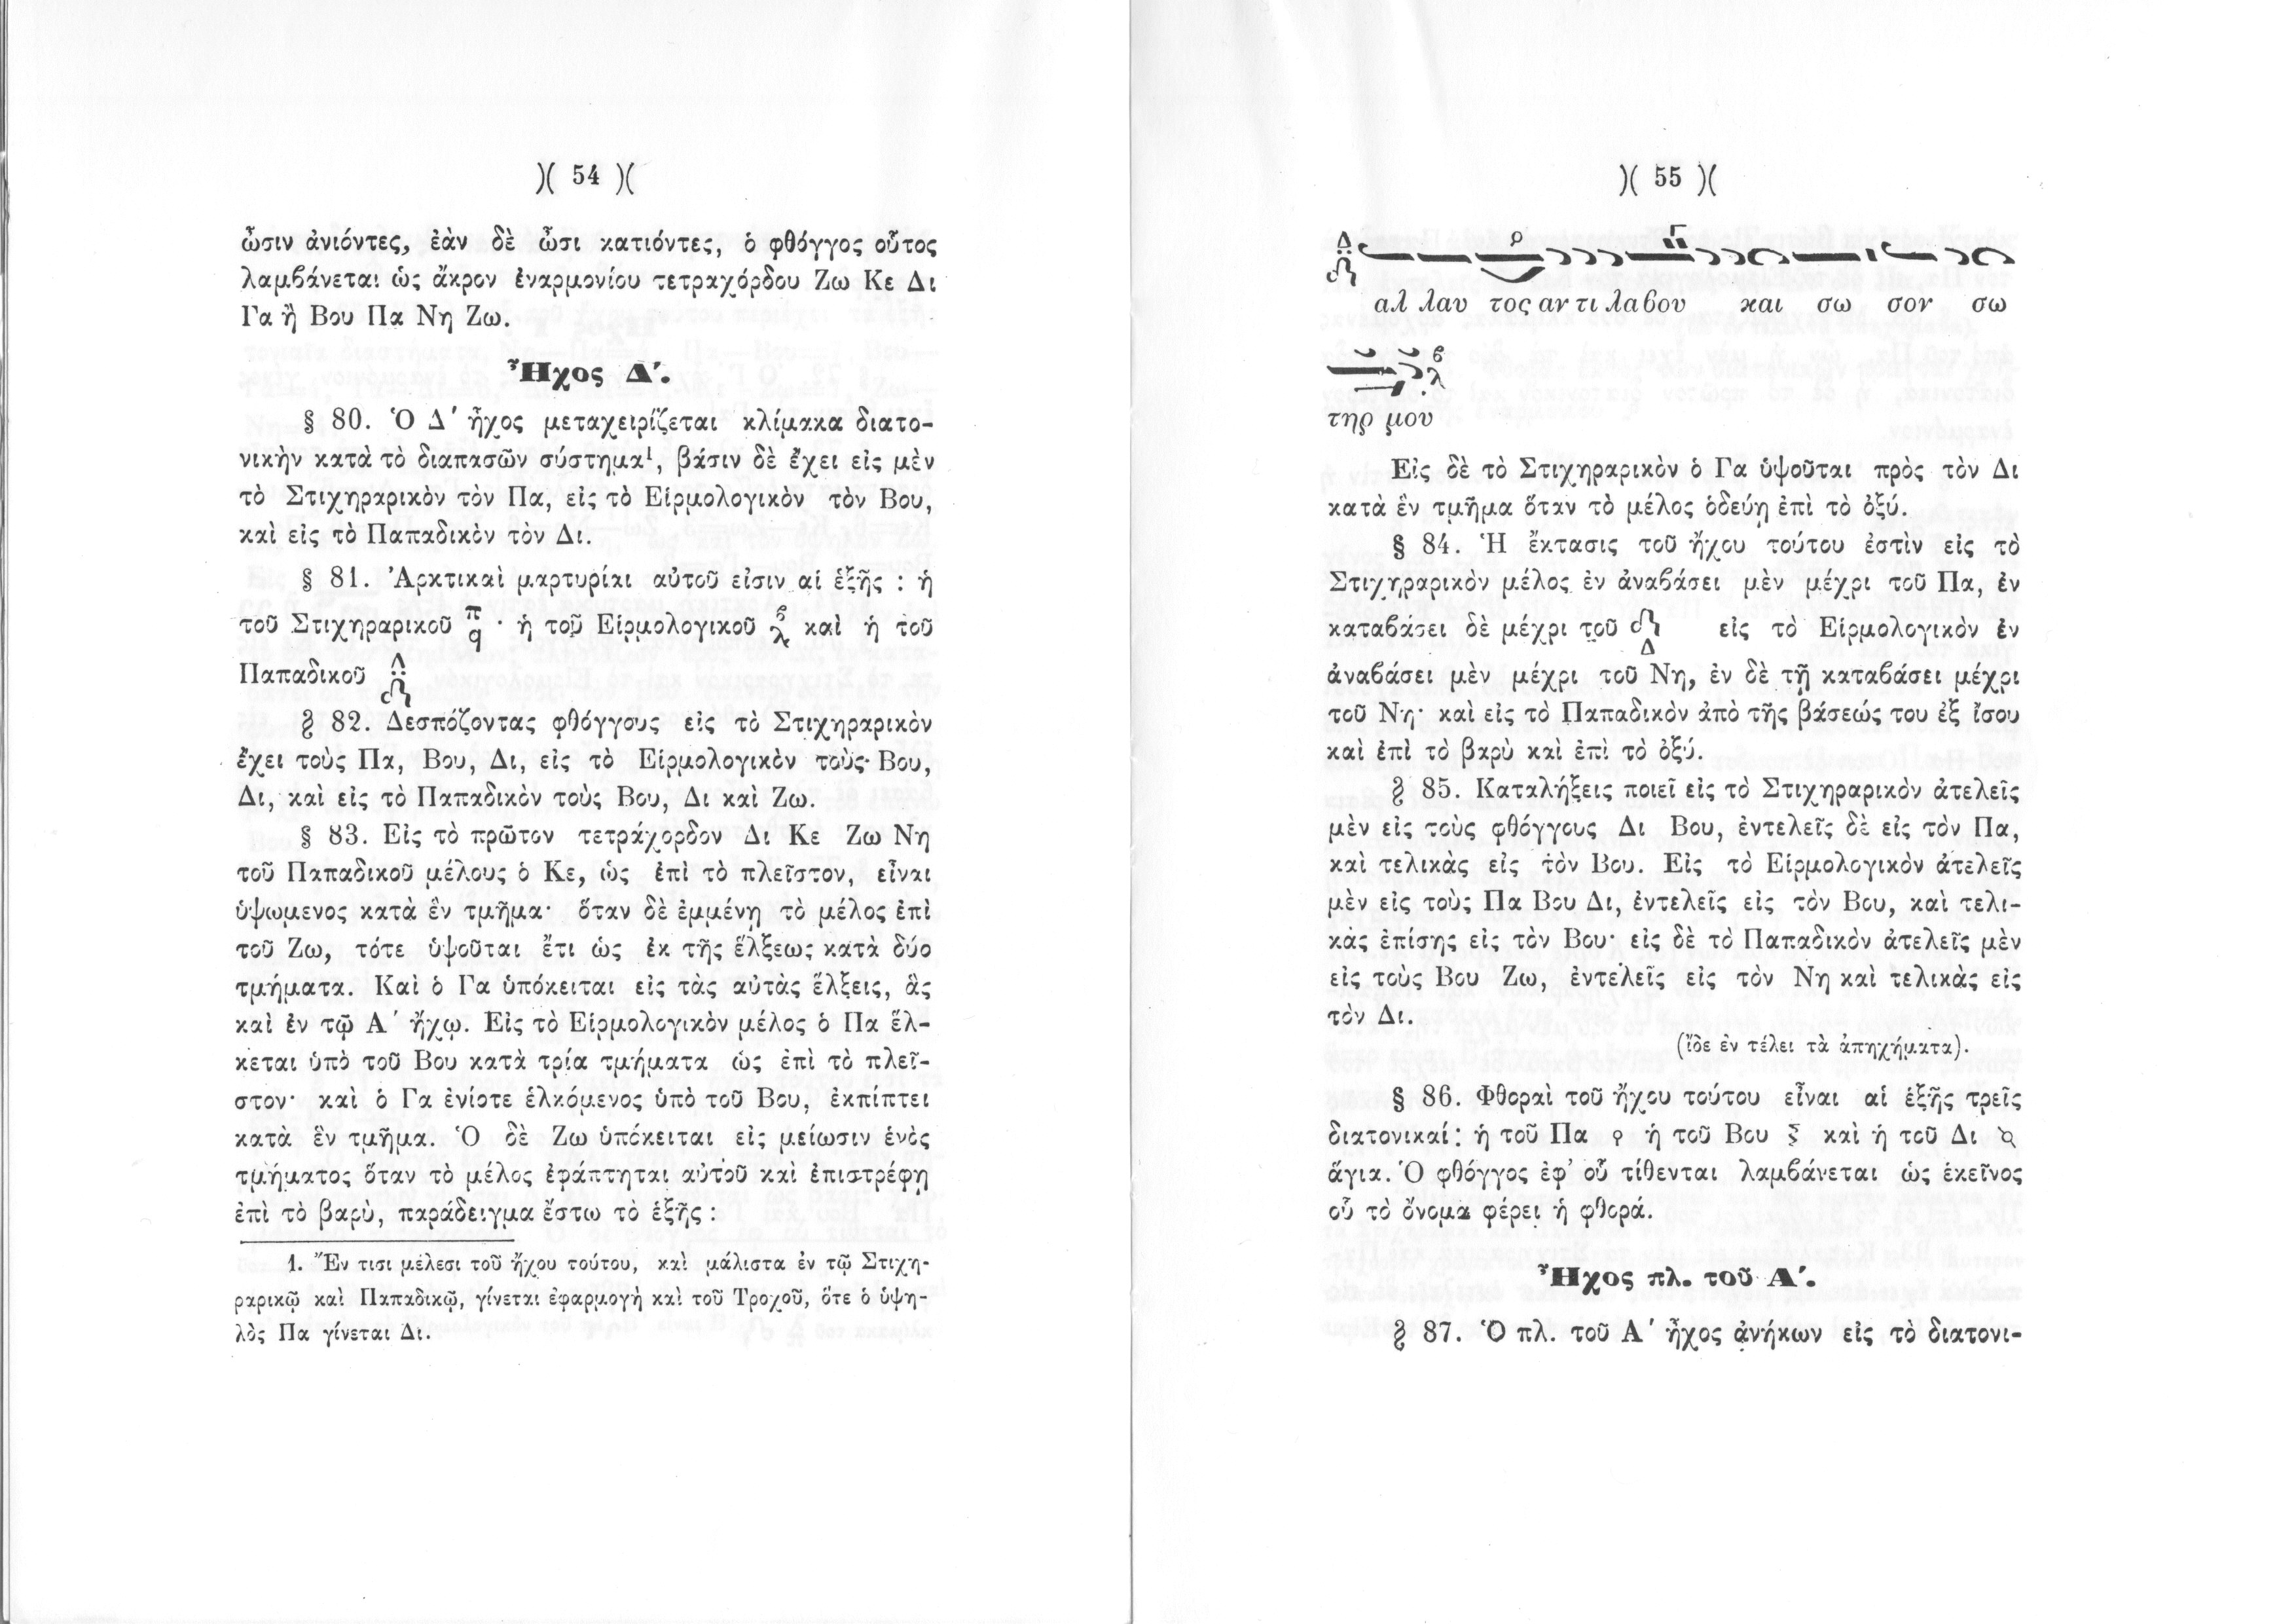 )( 54 )(
ὦσιν ἀνιόντες, ἐὰν δὲ ὦσι κατιόντες, ὁ φθόγγος οὗτος
λαμβάνεται ὡς ἄκρον ἐναρμονίου τετραχόρδου Ζω Κε Δι
Γα ἢ Βου Πα Νη Ζω.
Ἦχος Δ′.
§ 80. Ὁ Δ′ ἦχος μεταχειρίζεται κλίμακα διατο-
νικὴν κατὰ τὸ διαπασῶν σύστημα¹, βάσιν δὲ ἔχει εἰς μὲν
τὸ Στιχηραρικὸν τὸν Πα, εἰς τὸ Εἱρμολογικὸν τὸν Βου,
καὶ εἰς τὸ Παπαδικὸν τὸν Δι.
§ 81. Ἀρκτικαὶ μαρτυρίαι αὐτοῦ εἰσιν αἱ ἑξῆς : ἡ
τοῦ Στιχηραρικοῦ π q · ἡ τοῦ Εἱρμολογικοῦ β λ καὶ ἡ τοῦ
Παπαδικοῦ Δ
§ 82. Δεσπόζοντας φθόγγους εἰς τὸ Στιχηραρικὸν
ἔχει τοὺς Πα, Βου, Δι, εἰς τὸ Εἱρμολογικὸν τοὺς Βου,
Δι, καὶ εἰς τὸ Παπαδικὸν τοὺς Βου, Δι καὶ Ζω.
§ 83. Εἰς τὸ πρῶτον τετράχορδον Δι Κε Ζω Νη
τοῦ Παπαδικοῦ μέλους ὁ Κε, ὡς ἐπὶ τὸ πλεῖστον, εἶναι
ὑψωμενος κατὰ ἓν τμῆμα· ὅταν δὲ ἐμμένῃ τὸ μέλος ἐπὶ
τοῦ Ζω, τότε ὑψοῦται ἔτι ὡς ἐκ τῆς ἕλξεως κατὰ δύο
τμήματα. Καὶ ὁ Γα ὑπόκειται εἰς τὰς αὐτὰς ἕλξεις, ἃς
καὶ ἐν τῷ Α′ ἤχῳ. Εἰς τὸ Εἱρμολογικὸν μέλος ὁ Πα ἕλ-
κεται ὑπὸ τοῦ Βου κατὰ τρία τμήματα ὡς ἐπὶ τὸ πλεῖ-
στον· καὶ ὁ Γα ἐνίοτε ἑλκόμενος ὑπὸ τοῦ Βου, ἐκπίπτει
κατὰ ἓν τμῆμα. Ὁ δὲ Ζω ὑπόκειται εἰς μείωσιν ἑνὸς
τμήματος ὅταν τὸ μέλος ἐφάπτηται αὐτοῦ καὶ ἐπιστρέφῃ
ἐπὶ τὸ βαρὺ, παράδειγμα ἔστω τὸ ἑξῆς :
1. Ἔν τισι μέλεσι τοῦ ἤχου τούτου, καὶ μάλιστα ἐν τῷ Στιχη-
ραρικῷ καὶ Παπαδικῷ, γίνεται ἐφαρμογὴ καὶ τοῦ Τροχοῦ, ὅτε ὁ ὑψη-
λὸς Πα γίνεται Δι.
)( 55 )(
αλ λαυ τος αν τι λα βου και σω σον σω
τηρ μου
Εἰς δὲ τὸ Στιχηραρικὸν ὁ Γα ὑψοῦται πρὸς τὸν Δι
κατὰ ἓν τμῆμα ὅταν τὸ μέλος ὁδεύῃ ἐπὶ τὸ ὀξύ.
§ 84. Ἡ ἔκτασις τοῦ ἤχου τούτου ἐστὶν εἰς τὸ
Στιχηραρικὸν μέλος ἐν ἀναβάσει μὲν μέχρι τοῦ Πα, ἐν
καταβάσει δὲ μέχρι τοῦ Δ εἰς τὸ Εἱρμολογικὸν ἐν
ἀναβάσει μὲν μέχρι τοῦ Νη, ἐν δὲ τῇ καταβάσει μέχρι
τοῦ Νη· καὶ εἰς τὸ Παπαδικὸν ἀπὸ τῆς βάσεώς του ἐξ ἴσου
καὶ ἐπὶ τὸ βαρὺ καὶ ἐπὶ τὸ ὀξύ.
§ 85. Καταλήξεις ποιεῖ εἰς τὸ Στιχηραρικὸν ἀτελεῖς
μὲν εἰς τοὺς φθόγγους Δι Βου, ἐντελεῖς δὲ εἰς τὸν Πα,
καὶ τελικὰς εἰς τὸν Βου. Εἰς τὸ Εἱρμολογικὸν ἀτελεῖς
μὲν εἰς τοὺς Πα Βου Δι, ἐντελεῖς εἰς τὸν Βου, καὶ τελι-
κὰς ἐπίσης εἰς τὸν Βου· εἰς δὲ τὸ Παπαδικὸν ἀτελεῖς μὲν
εἰς τοὺς Βου Ζω, ἐντελεῖς εἰς τὸν Νη καὶ τελικὰς εἰς
τὸν Δι.
(ἴδε ἐν τέλει τὰ ἀπηχήματα).
§ 86. Φθοραὶ τοῦ ἤχου τούτου εἶναι αἱ ἑξῆς τρεῖς
διατονικαί: ἡ τοῦ Πα ἡ τοῦ Βου καὶ ἡ τοῦ Δι
ἅγια. Ὁ φθόγγος ἐφ’ οὗ τίθενται λαμβάνεται ὡς ἐκεῖνος
οὗ τὸ ὄνομα φέρει ἡ φθορά.
Ἦχος πλ. τοῦ Α′.
§ 87. Ὁ πλ. τοῦ Α′ ἦχος ἀνήκων εἰς τὸ διατονι-